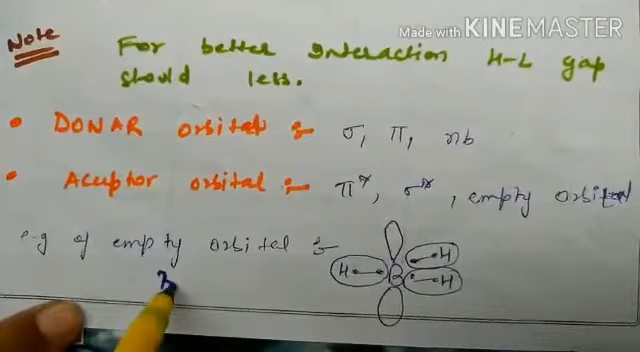 Made with KINEMASTER
Note
For better Interaction H-L gap
should less.
• DONAR orbital :- σ, π, nb
• Acceptor orbital :- π*, σ*, empty orbital
e.g of empty orbital :-
H B H
H